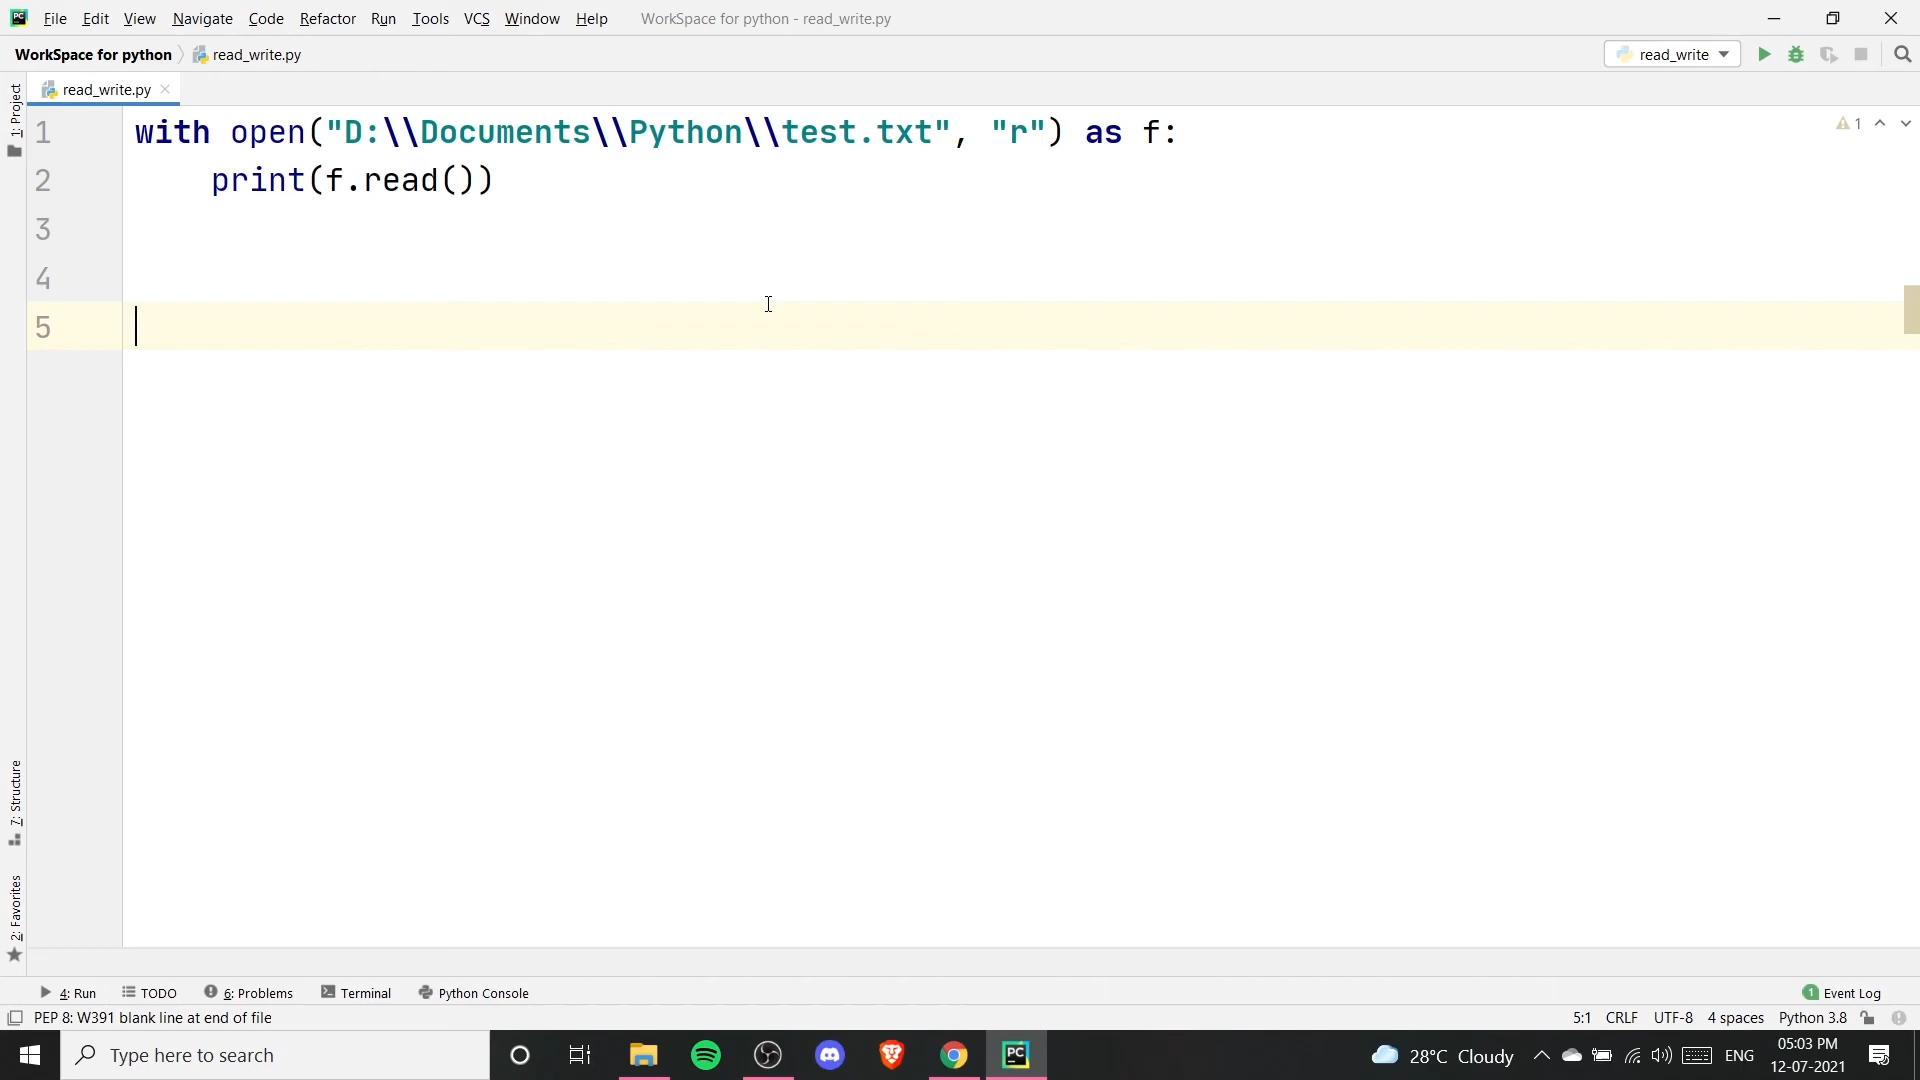 File Edit View Navigate Code Refactor Run Tools VCS Window Help WorkSpace for python - read_write.py
WorkSpace for python read_write.py read_write
read_write.py
1: Project
1 with open("D:\\Documents\\Python\\test.txt", "r") as f:
1
2 print(f.read())
3
4
5
7: Structure
2: Favorites
4: Run TODO 6: Problems Terminal Python Console 1 Event Log
PEP 8: W391 blank line at end of file 5:1 CRLF UTF-8 4 spaces Python 3.8
Type here to search PC 28°C Cloudy ENG 05:03 PM
12-07-2021